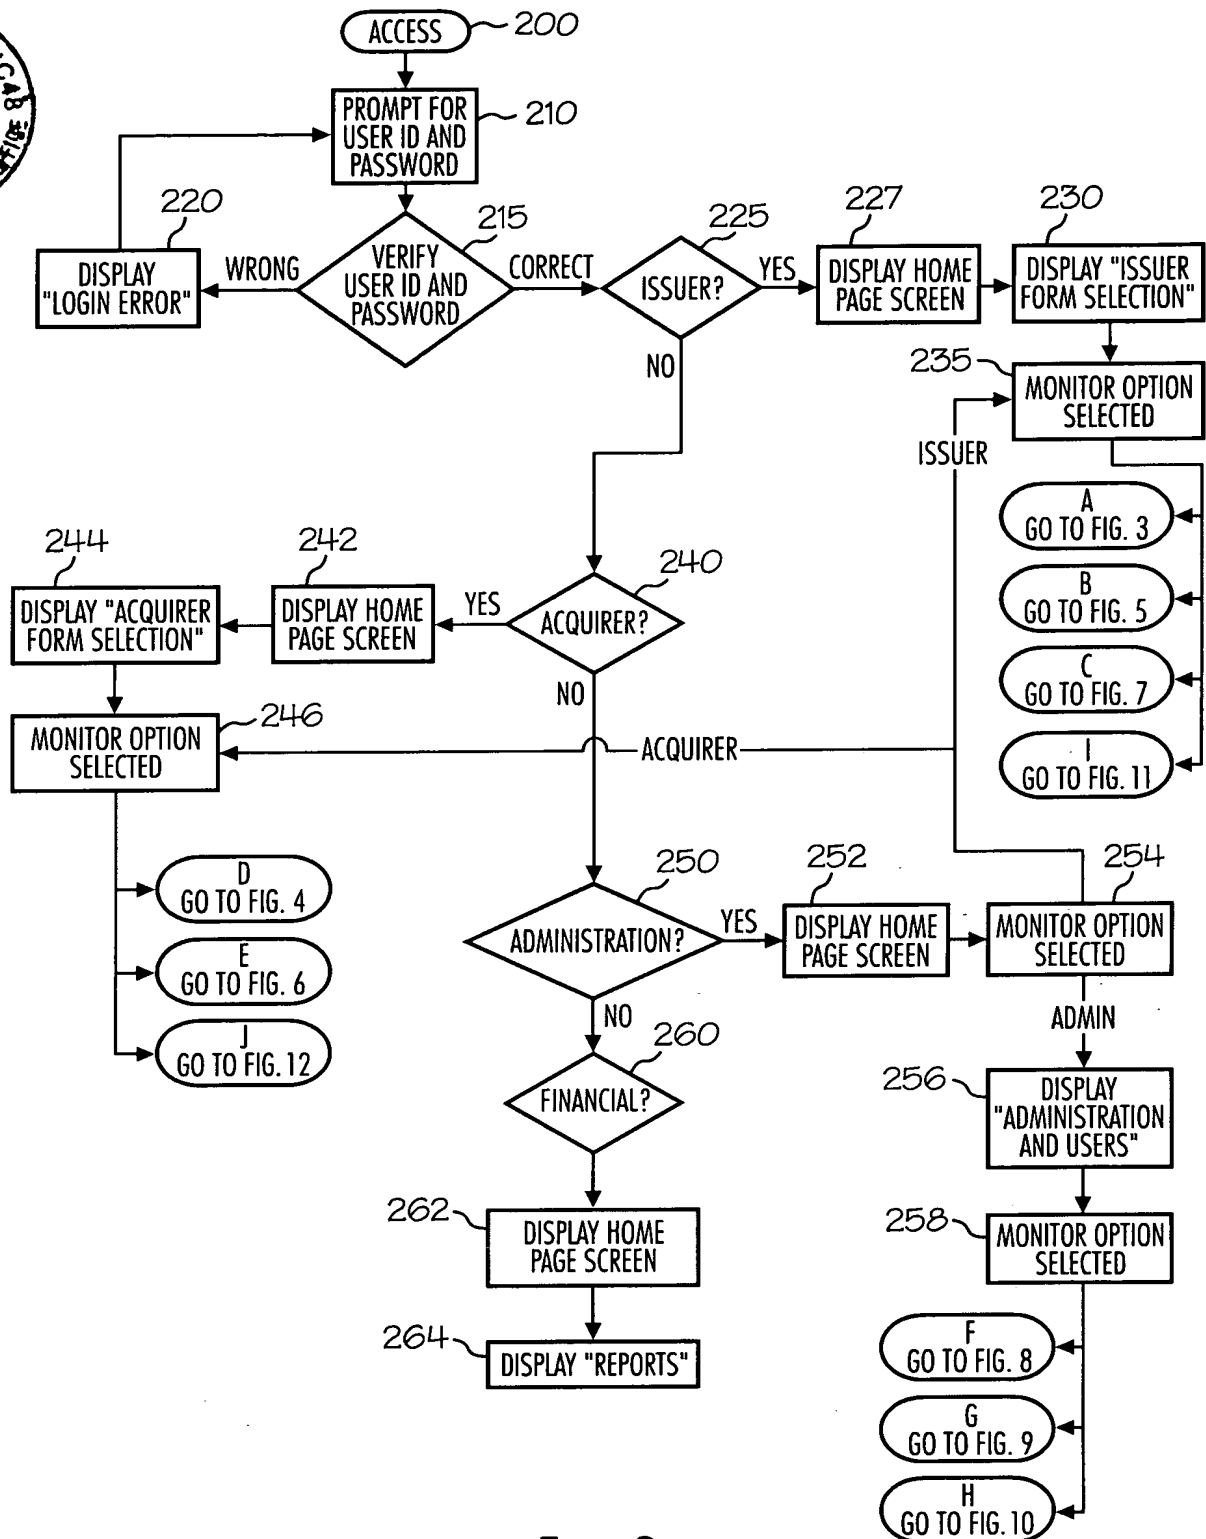 ACCESS
200
PROMPT FOR
USER ID AND
PASSWORD
210
220
DISPLAY
"LOGIN ERROR"
WRONG
215
VERIFY
USER ID AND
PASSWORD
CORRECT
225
ISSUER?
YES
NO
227
DISPLAY HOME
PAGE SCREEN
230
DISPLAY "ISSUER
FORM SELECTION"
235
MONITOR OPTION
SELECTED
ISSUER
A
GO TO FIG. 3
B
GO TO FIG. 5
C
GO TO FIG. 7
I
GO TO FIG. 11
244
DISPLAY "ACQUIRER
FORM SELECTION"
242
DISPLAY HOME
PAGE SCREEN
YES
240
ACQUIRER?
NO
246
MONITOR OPTION
SELECTED
ACQUIRER
D
GO TO FIG. 4
E
GO TO FIG. 6
J
GO TO FIG. 12
250
ADMINISTRATION?
YES
NO
252
DISPLAY HOME
PAGE SCREEN
254
MONITOR OPTION
SELECTED
ADMIN
256
DISPLAY
"ADMINISTRATION
AND USERS"
258
MONITOR OPTION
SELECTED
F
GO TO FIG. 8
G
GO TO FIG. 9
H
GO TO FIG. 10
260
FINANCIAL?
262
DISPLAY HOME
PAGE SCREEN
264
DISPLAY "REPORTS"